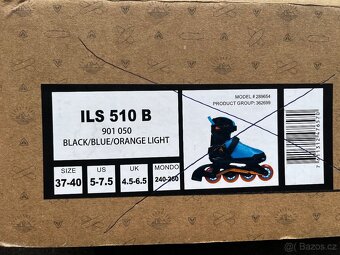 MODEL # 289664
PRODUCT GROUP: 362699
ILS 510 B
901 050
BLACK/BLUE/ORANGE LIGHT
SIZE US UK MONDO
37-40 5-7.5 4.5-6.5 240-260
Bazoš.cz